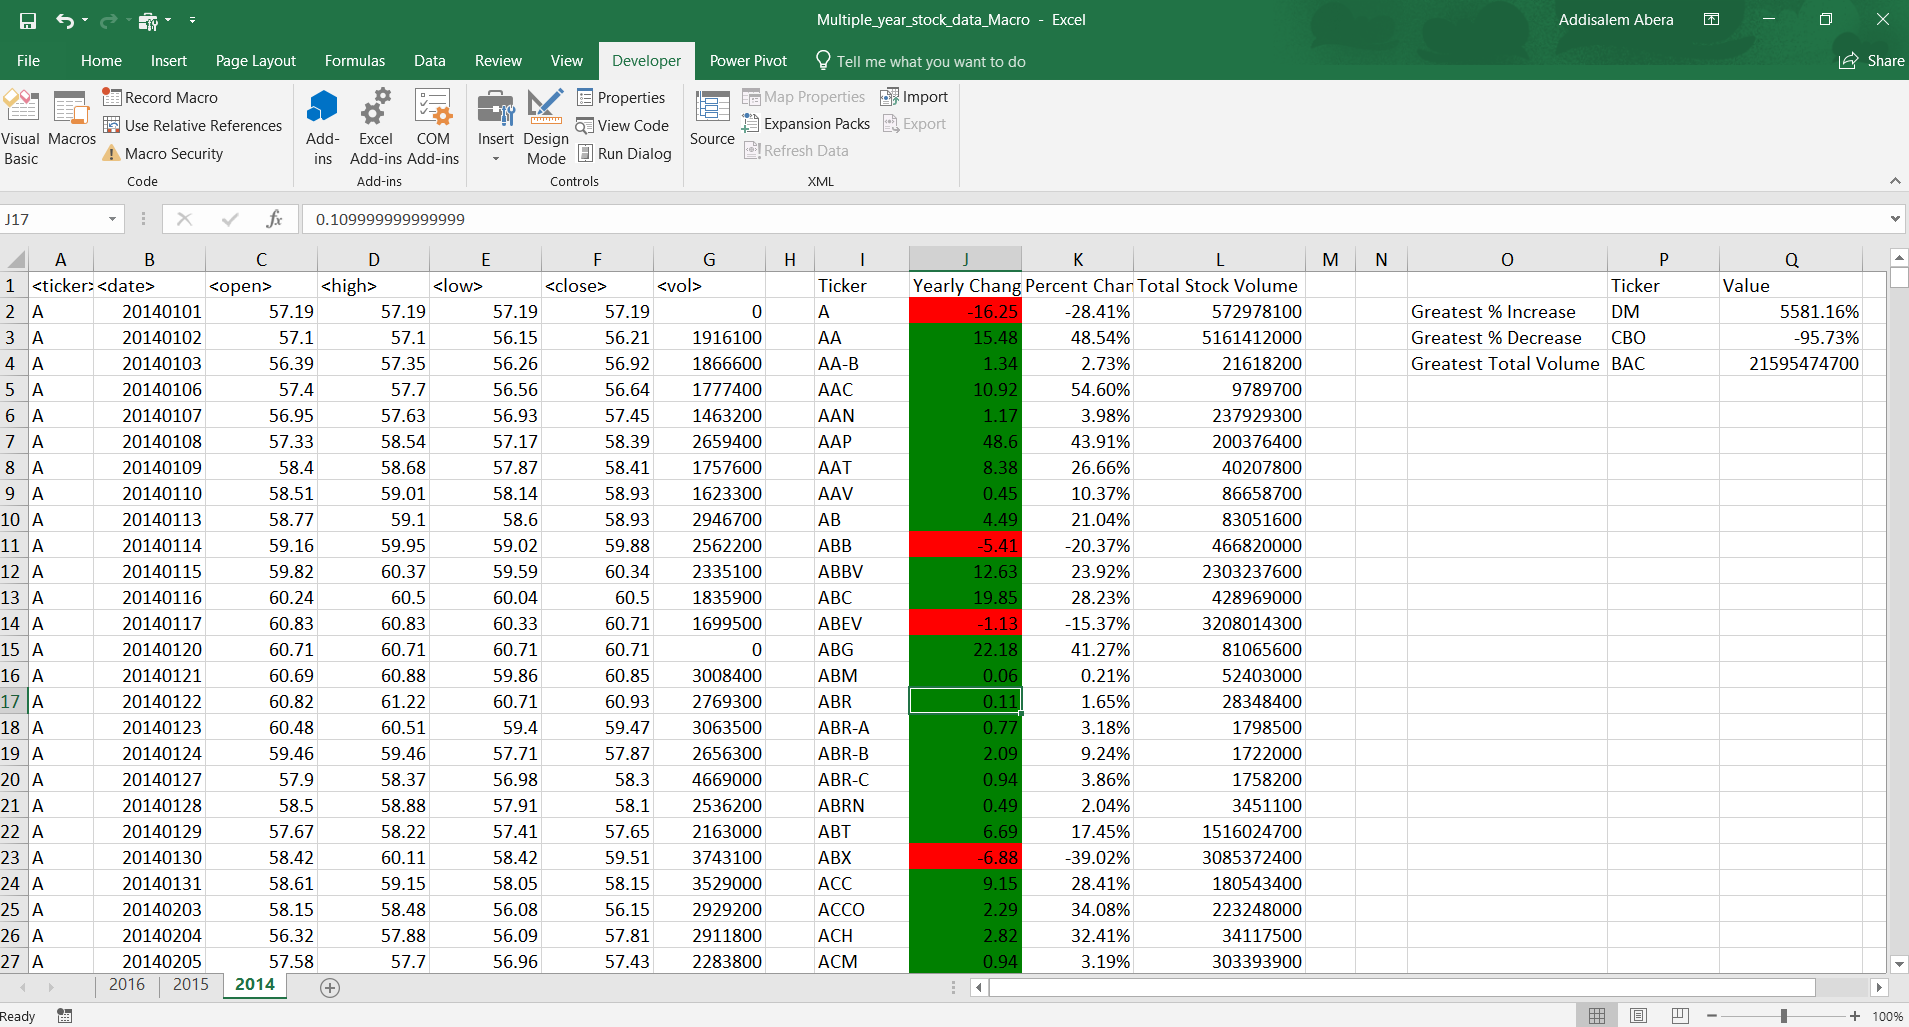 Multiple_year_stock_data_Macro - Excel
Addisalem Abera
File Home Insert Page Layout Formulas Data Review View Developer Power Pivot Tell me what you want to do Share
Visual Basic
Macros
Record Macro
Use Relative References
Macro Security
Code
Add-ins
Excel Add-ins
COM Add-ins
Add-ins
Insert
Design Mode
Properties
View Code
Run Dialog
Controls
Source
Map Properties
Expansion Packs
Refresh Data
Import
Export
XML
J17 fx 0.109999999999999
A B C D E F G H I J K L M N O P Q
1 <ticker> <date> <open> <high> <low> <close> <vol> Ticker Yearly Chang Percent Chan Total Stock Volume Ticker Value
2 A 20140101 57.19 57.19 57.19 57.19 0 A -16.25 -28.41% 572978100 Greatest % Increase DM 5581.16%
3 A 20140102 57.1 57.1 56.15 56.21 1916100 AA 15.48 48.54% 5161412000 Greatest % Decrease CBO -95.73%
4 A 20140103 56.39 57.35 56.26 56.92 1866600 AA-B 1.34 2.73% 21618200 Greatest Total Volume BAC 21595474700
5 A 20140106 57.4 57.7 56.56 56.64 1777400 AAC 10.92 54.60% 9789700
6 A 20140107 56.95 57.63 56.93 57.45 1463200 AAN 1.17 3.98% 237929300
7 A 20140108 57.33 58.54 57.17 58.39 2659400 AAP 48.6 43.91% 200376400
8 A 20140109 58.4 58.68 57.87 58.41 1757600 AAT 8.38 26.66% 40207800
9 A 20140110 58.51 59.01 58.14 58.93 1623300 AAV 0.45 10.37% 86658700
10 A 20140113 58.77 59.1 58.6 58.93 2946700 AB 4.49 21.04% 83051600
11 A 20140114 59.16 59.95 59.02 59.88 2562200 ABB -5.41 -20.37% 466820000
12 A 20140115 59.82 60.37 59.59 60.34 2335100 ABBV 12.63 23.92% 2303237600
13 A 20140116 60.24 60.5 60.04 60.5 1835900 ABC 19.85 28.23% 428969000
14 A 20140117 60.83 60.83 60.33 60.71 1699500 ABEV -1.13 -15.37% 3208014300
15 A 20140120 60.71 60.71 60.71 60.71 0 ABG 22.18 41.27% 81065600
16 A 20140121 60.69 60.88 59.86 60.85 3008400 ABM 0.06 0.21% 52403000
17 A 20140122 60.82 61.22 60.71 60.93 2769300 ABR 0.11 1.65% 28348400
18 A 20140123 60.48 60.51 59.4 59.47 3063500 ABR-A 0.77 3.18% 1798500
19 A 20140124 59.46 59.46 57.71 57.87 2656300 ABR-B 2.09 9.24% 1722000
20 A 20140127 57.9 58.37 56.98 58.3 4669000 ABR-C 0.94 3.86% 1758200
21 A 20140128 58.5 58.88 57.91 58.1 2536200 ABRN 0.49 2.04% 3451100
22 A 20140129 57.67 58.22 57.41 57.65 2163000 ABT 6.69 17.45% 1516024700
23 A 20140130 58.42 60.11 58.42 59.51 3743100 ABX -6.88 -39.02% 3085372400
24 A 20140131 58.61 59.15 58.05 58.15 3529000 ACC 9.15 28.41% 180543400
25 A 20140203 58.15 58.48 56.08 56.15 2929200 ACCO 2.29 34.08% 223248000
26 A 20140204 56.32 57.88 56.09 57.81 2911800 ACH 2.82 32.41% 34117500
27 A 20140205 57.58 57.7 56.96 57.43 2283800 ACM 0.94 3.19% 303393900
2016 2015 2014
Ready 100%